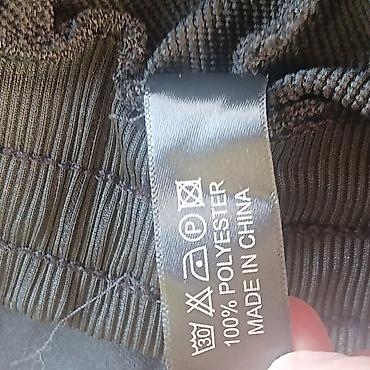 30
P
100% POLYESTER
MADE IN CHINA